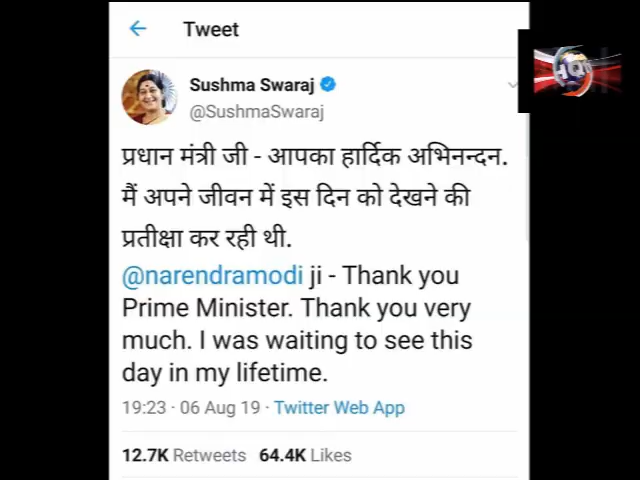 Tweet
Sushma Swaraj
@SushmaSwaraj
प्रधान मंत्री जी - आपका हार्दिक अभिनन्दन.
मैं अपने जीवन में इस दिन को देखने की
प्रतीक्षा कर रही थी.
@narendramodi ji - Thank you
Prime Minister. Thank you very
much. I was waiting to see this
day in my lifetime.
19:23 · 06 Aug 19 · Twitter Web App
12.7K Retweets 64.4K Likes